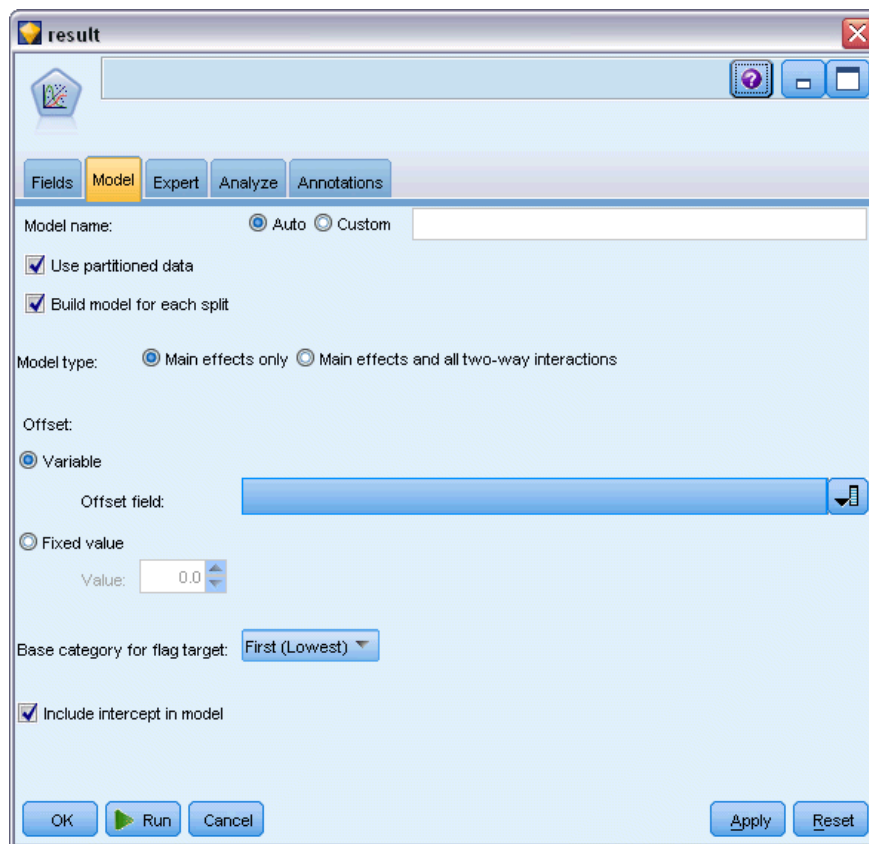 result
Fields Model Expert Analyze Annotations
Model name: Auto Custom
Use partitioned data
Build model for each split
Model type: Main effects only Main effects and all two-way interactions
Offset:
Variable
Offset field:
Fixed value
Value: 0.0
Base category for flag target: First (Lowest)
Include intercept in model
OK Run Cancel Apply Reset